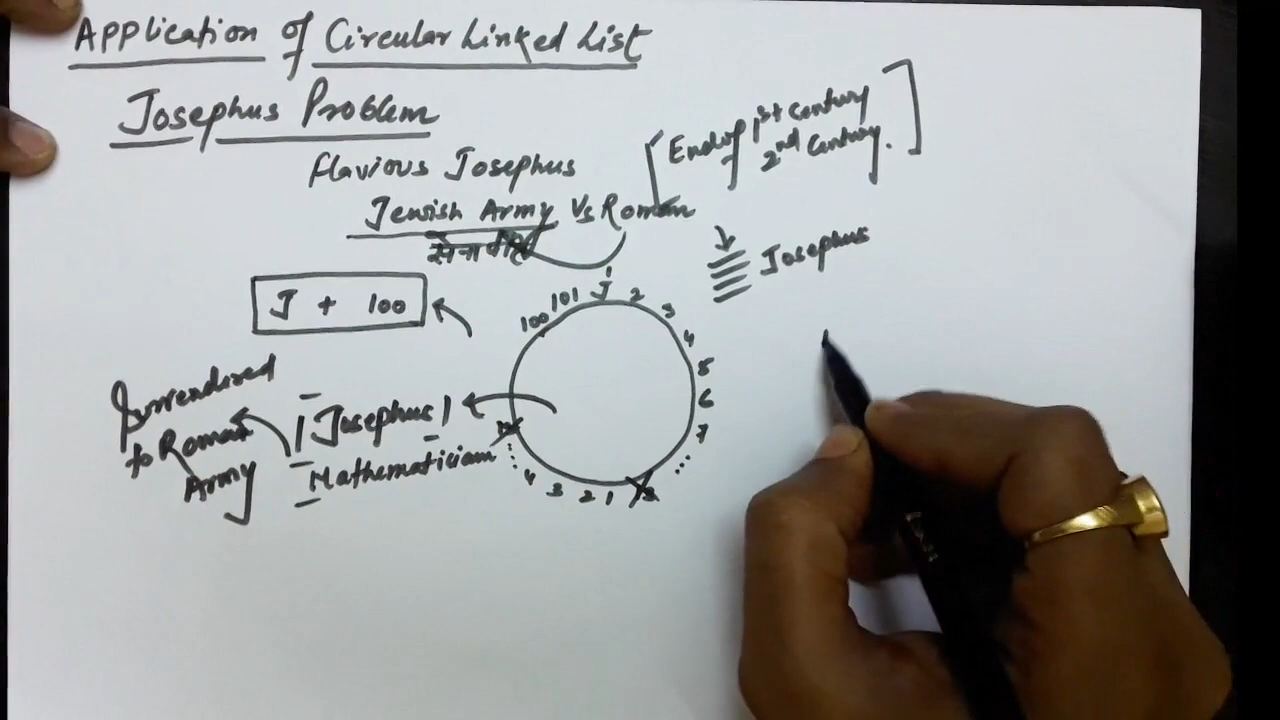 Application of Circular Linked List
Josephus Problem
Flavious Josephus
End of 1st Century
2nd Century.
Jewish Army Vs Roman
Josephus
J + 100
100 101 J 2 3 4 5 6 7 ...
1
Surrendered
to Roman
Army
Josephus
Mathematician
4 3 2 1